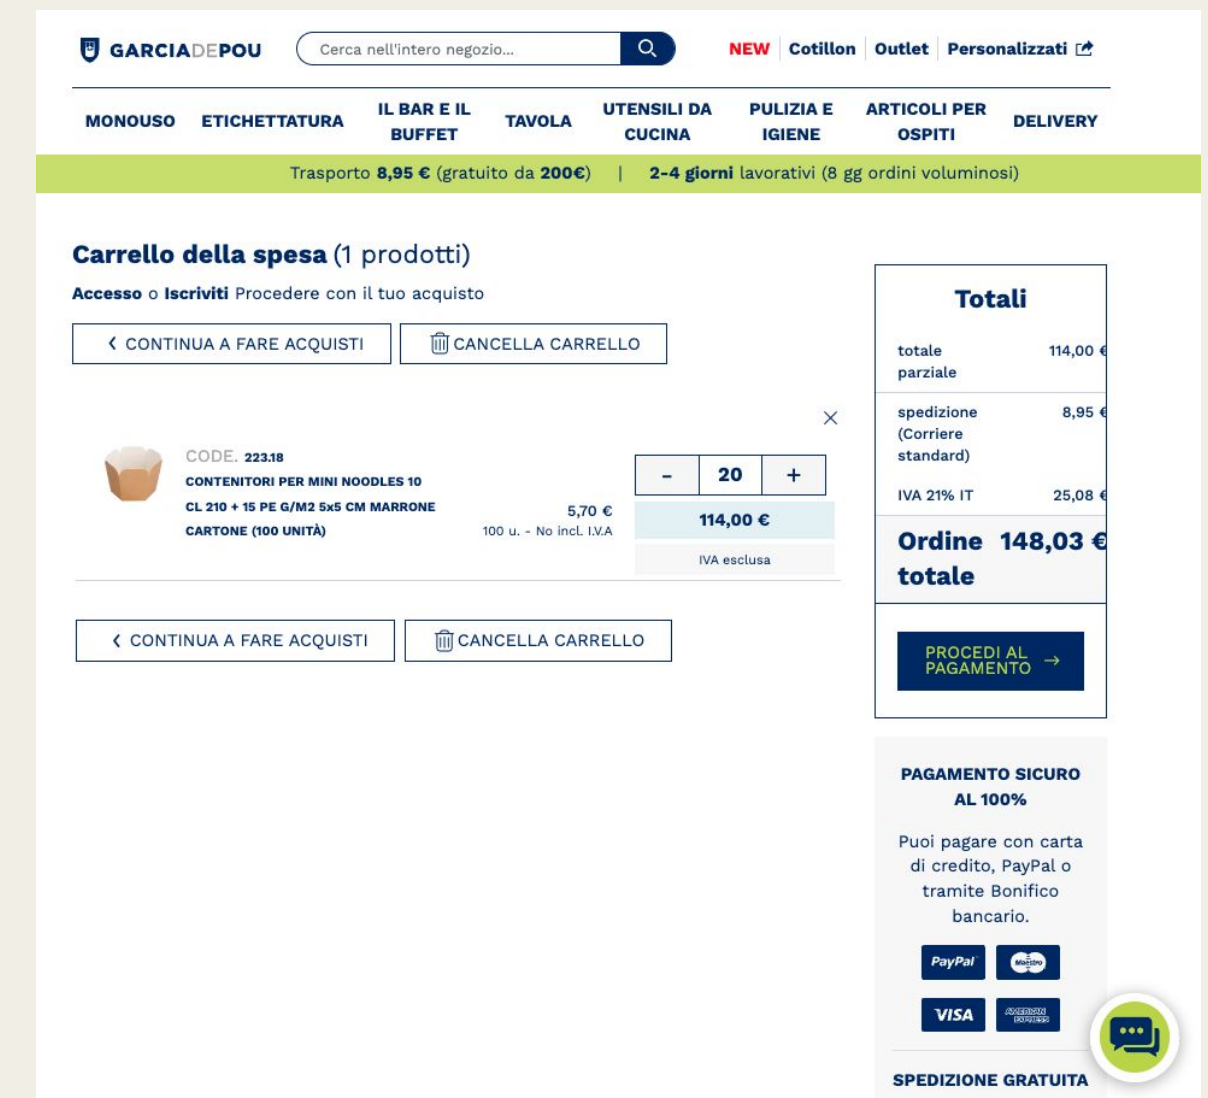 GARCIADEPOU
Cerca nell'intero negozio...
NEW Cotillon Outlet Personalizzati
MONOUSO ETICHETTATURA IL BAR E IL BUFFET TAVOLA UTENSILI DA CUCINA PULIZIA E IGIENE ARTICOLI PER OSPITI DELIVERY
Trasporto 8,95 € (gratuito da 200€) | 2-4 giorni lavorativi (8 gg ordini voluminosi)
Carrello della spesa (1 prodotti)
Accesso o Iscriviti Procedere con il tuo acquisto
CONTINUA A FARE ACQUISTI CANCELLA CARRELLO
CODE. 223.18
CONTENITORI PER MINI NOODLES 10
CL 210 + 15 PE G/M2 5x5 CM MARRONE
CARTONE (100 UNITÀ)
5,70 €
100 u. - No incl. I.V.A
- 20 +
114,00 €
IVA esclusa
CONTINUA A FARE ACQUISTI CANCELLA CARRELLO
Totali
totale parziale 114,00 €
spedizione (Corriere standard) 8,95 €
IVA 21% IT 25,08 €
Ordine totale 148,03 €
PROCEDI AL
PAGAMENTO
PAGAMENTO SICURO
AL 100%
Puoi pagare con carta
di credito, PayPal o
tramite Bonifico
bancario.
PayPal Maestro
VISA AMERICAN EXPRESS
SPEDIZIONE GRATUITA